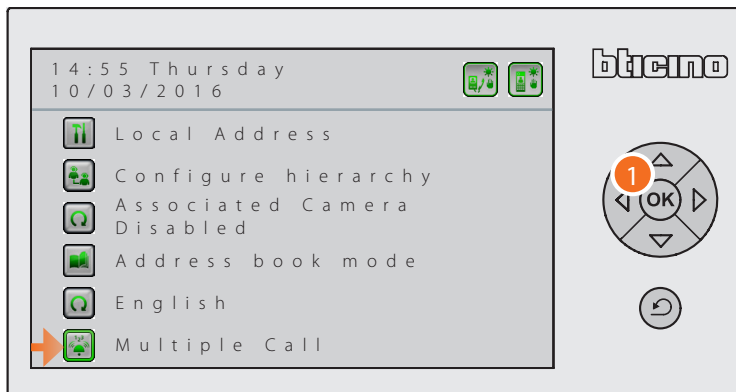 14:55 Thursday
10/03/2016
bticino
Local Address
Configure hierarchy
Associated Camera
Disabled
Address book mode
English
Multiple Call
1
OK